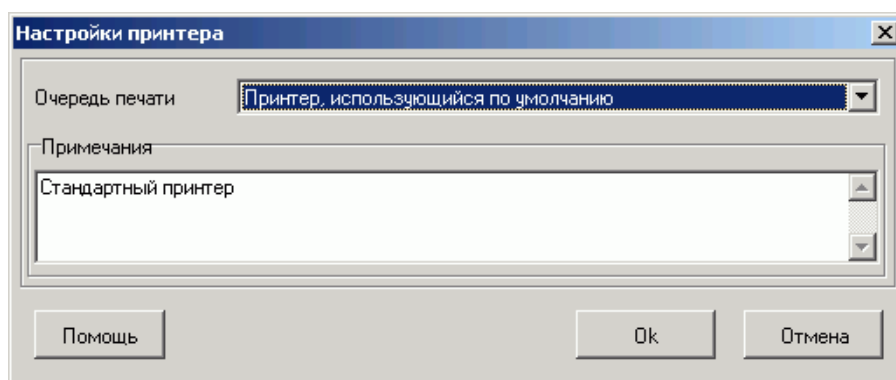 Настройки принтера
Очередь печати
Принтер, использующийся по умолчанию
Примечания
Стандартный принтер
Помощь
Ok
Отмена